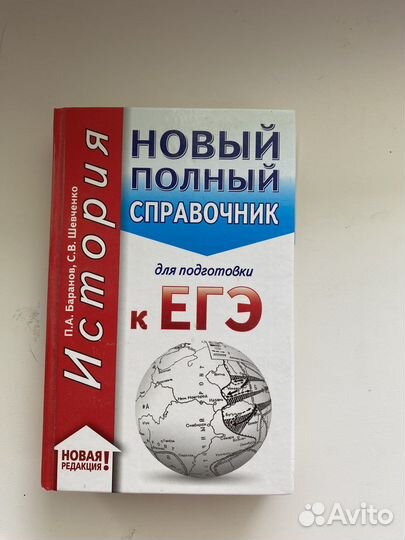 НОВЫЙ
ПОЛНЫЙ
СПРАВОЧНИК
для подготовки
к ЕГЭ
История
П.А. Баранов, С.В. Шевченко
НОВАЯ
РЕДАКЦИЯ!
Avito